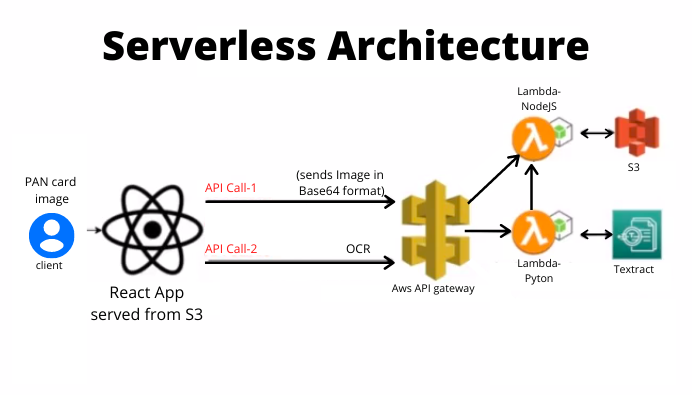 Serverless Architecture
PAN card
image
client
React App
served from S3
API Call-1
(sends Image in
Base64 format)
API Call-2
OCR
Aws API gateway
Lambda-
NodeJS
S3
Lambda-
Pyton
Textract